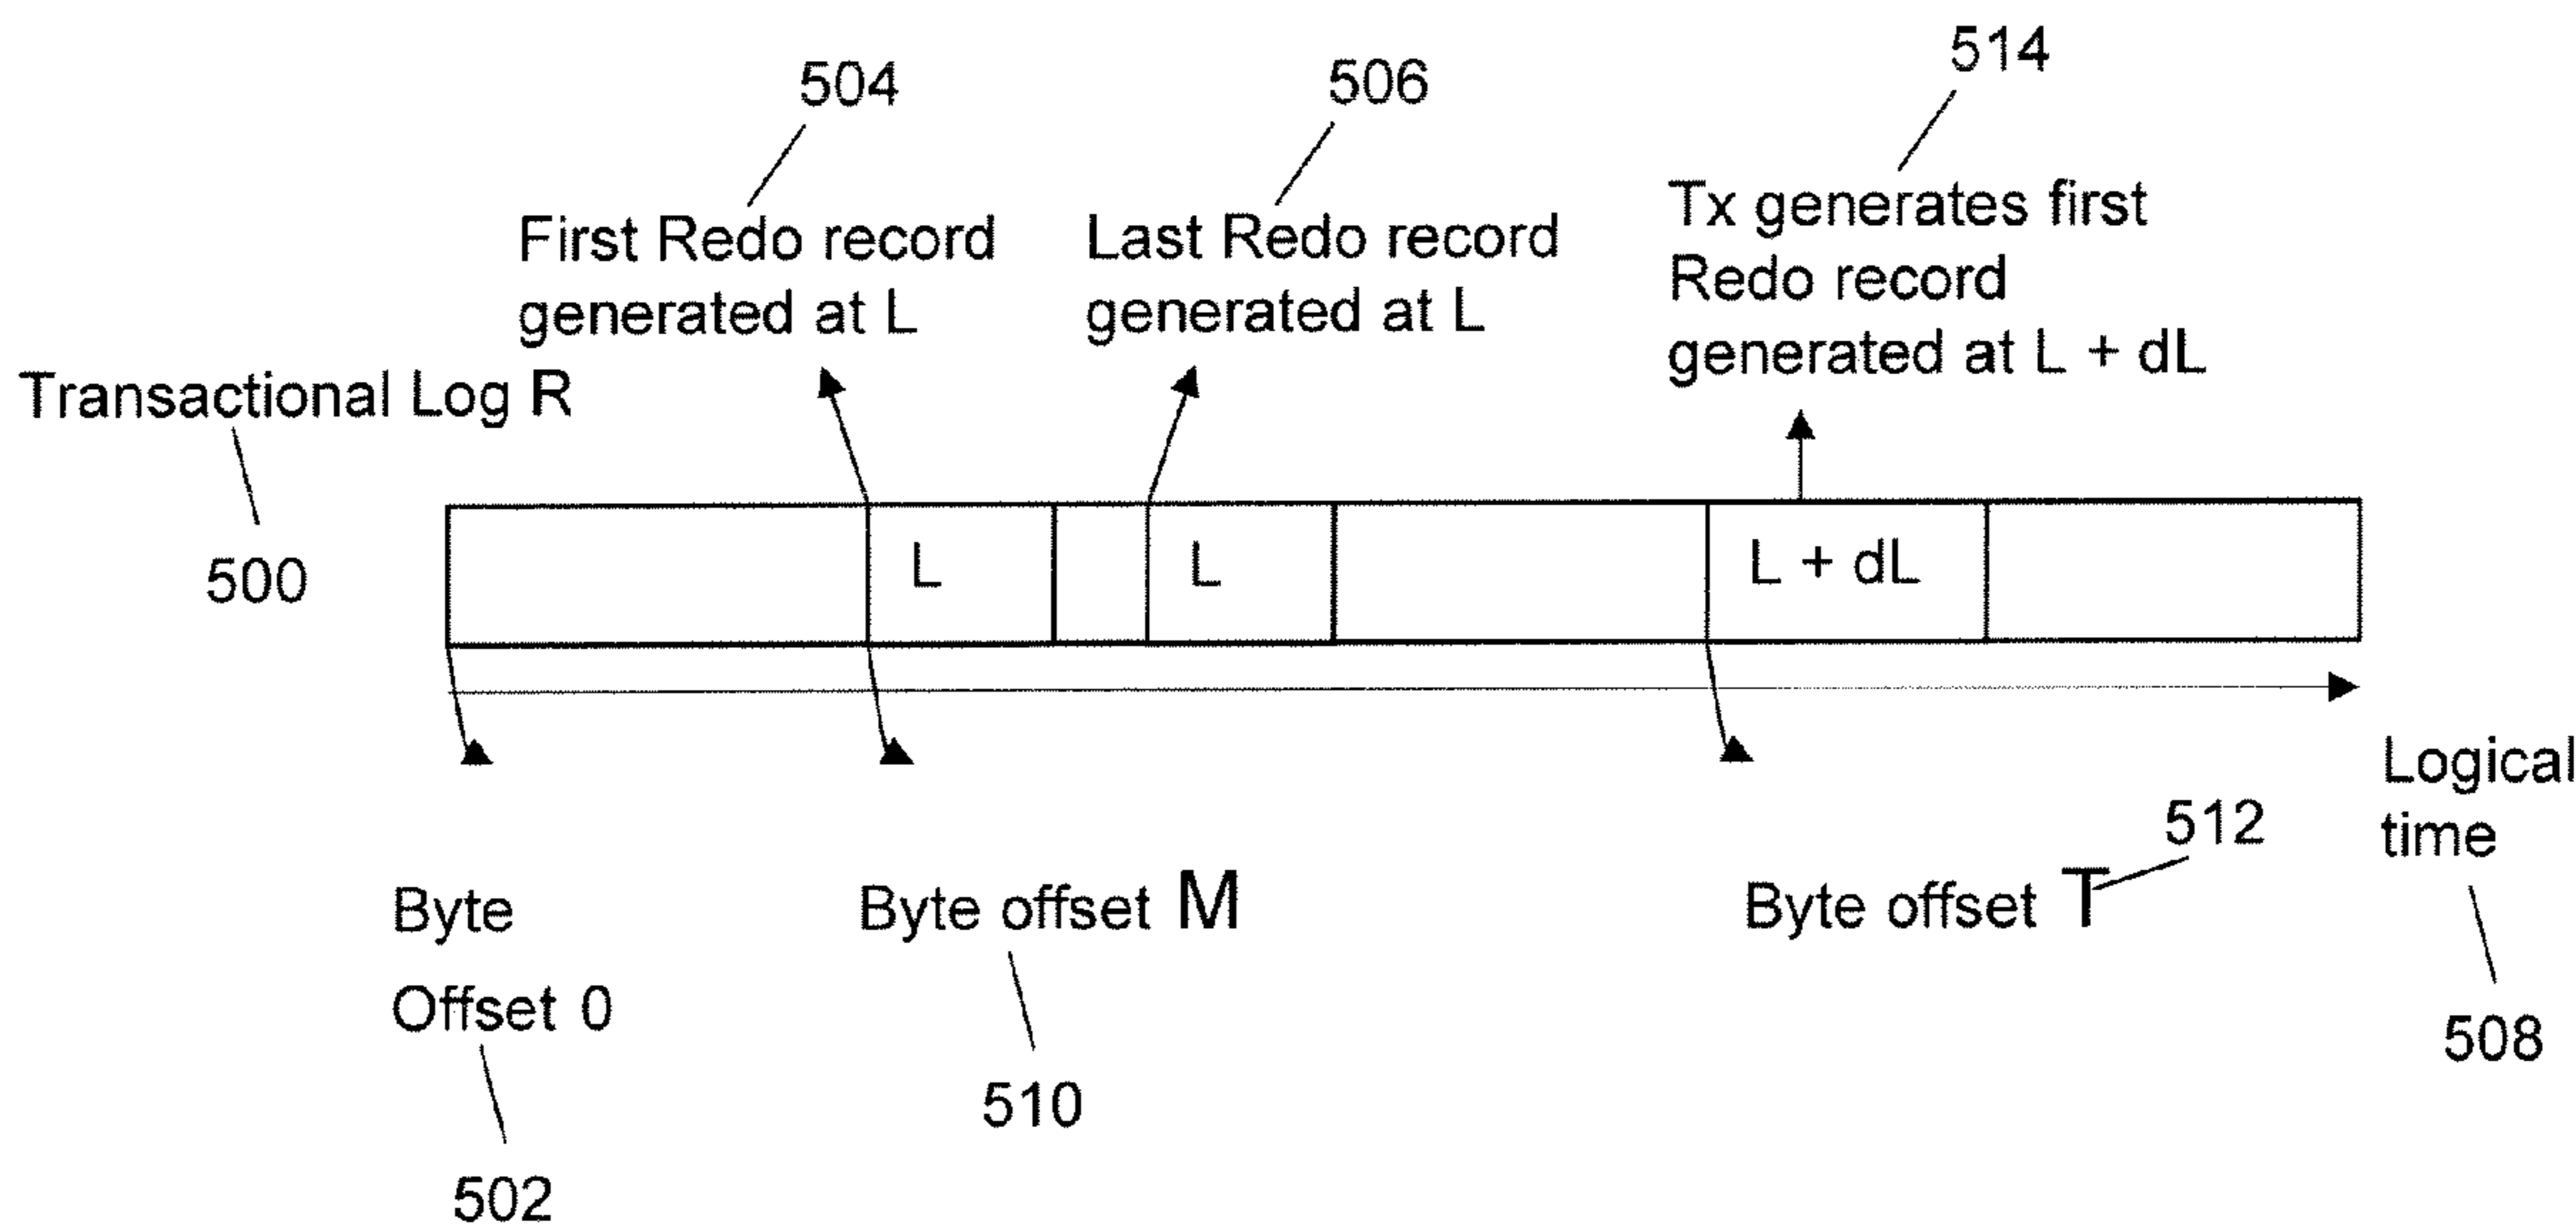 504
506
514
First Redo record
generated at L
Last Redo record
generated at L
Tx generates first
Redo record
generated at L + dL
Transactional Log R
500
L
L
L + dL
Logical
time
508
Byte
Offset 0
502
Byte offset M
510
Byte offset T
512